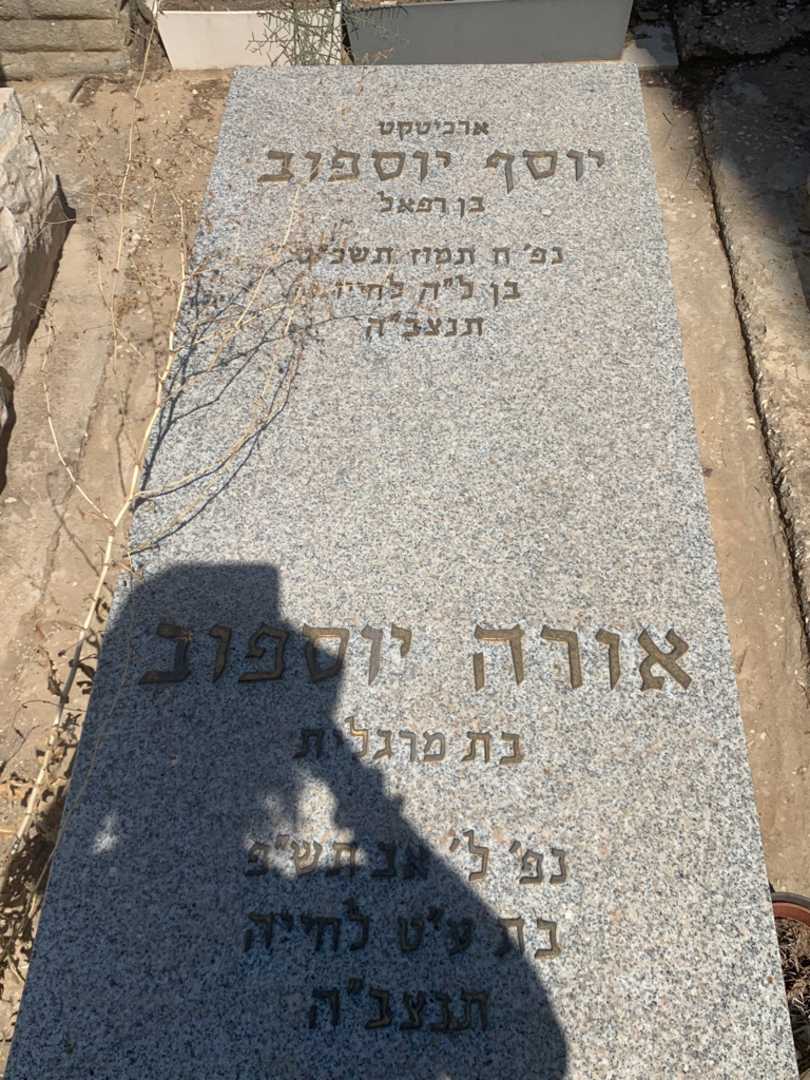 ארכיטקט
יוסף יוספוב
בן רפאל
נפ' ח תמוז תשכ"ט
בן ל"ה לחייו
תנצב"ה
אורה יוספוב
בת מרגלית
נפ' ל' אב תש"פ
בת ע"ט לחייה
תנצב"ה